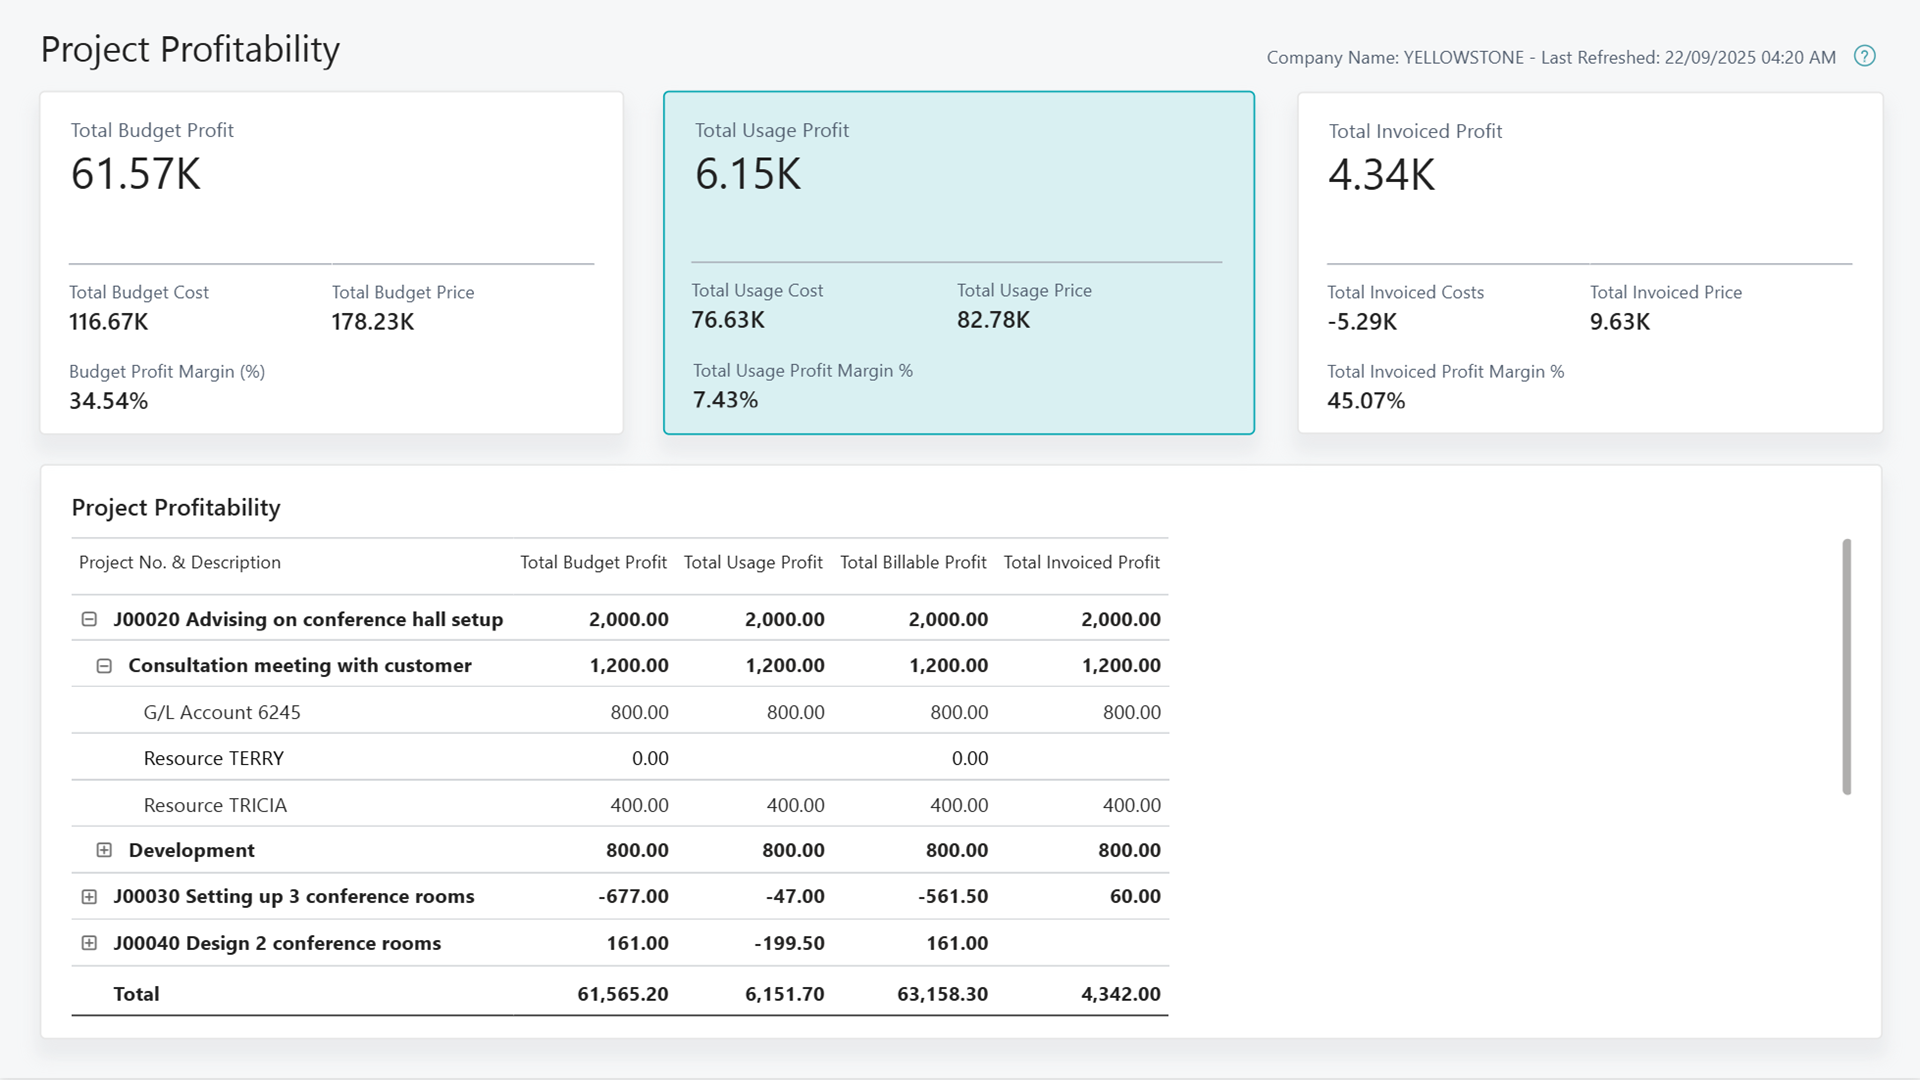 Project Profitability
Company Name: YELLOWSTONE - Last Refreshed: 22/09/2025 04:20 AM ?
Total Budget Profit
61.57K
Total Budget Cost Total Budget Price
116.67K 178.23K
Budget Profit Margin (%)
34.54%
Total Usage Profit
6.15K
Total Usage Cost Total Usage Price
76.63K 82.78K
Total Usage Profit Margin %
7.43%
Total Invoiced Profit
4.34K
Total Invoiced Costs Total Invoiced Price
-5.29K 9.63K
Total Invoiced Profit Margin %
45.07%
Project Profitability
Project No. & Description Total Budget Profit Total Usage Profit Total Billable Profit Total Invoiced Profit
J00020 Advising on conference hall setup 2,000.00 2,000.00 2,000.00 2,000.00
Consultation meeting with customer 1,200.00 1,200.00 1,200.00 1,200.00
G/L Account 6245 800.00 800.00 800.00 800.00
Resource TERRY 0.00 0.00
Resource TRICIA 400.00 400.00 400.00 400.00
Development 800.00 800.00 800.00 800.00
J00030 Setting up 3 conference rooms -677.00 -47.00 -561.50 60.00
J00040 Design 2 conference rooms 161.00 -199.50 161.00
Total 61,565.20 6,151.70 63,158.30 4,342.00